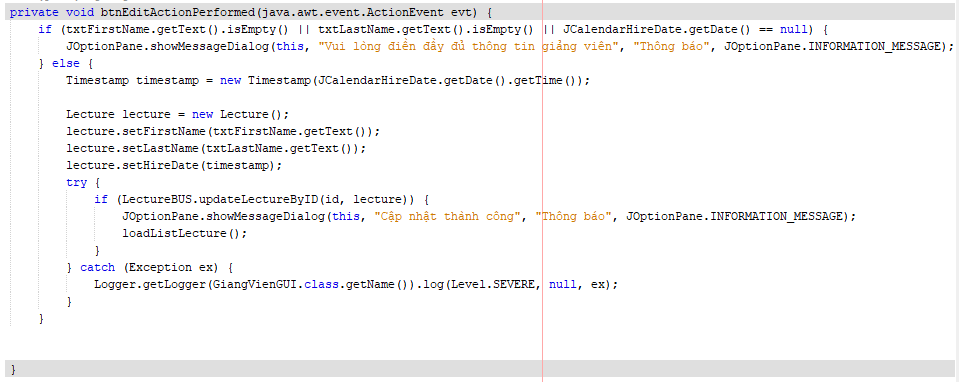 private void btnEditActionPerformed(java.awt.event.ActionEvent evt) {
if (txtFirstName.getText().isEmpty() || txtLastName.getText().isEmpty() || JCalendarHireDate.getDate() == null) {
JOptionPane.showMessageDialog(this, "Vui lòng điền đầy đủ thông tin giảng viên", "Thông báo", JOptionPane.INFORMATION_MESSAGE);
} else {
Timestamp timestamp = new Timestamp(JCalendarHireDate.getDate().getTime());
Lecture lecture = new Lecture();
lecture.setFirstName(txtFirstName.getText());
lecture.setLastName(txtLastName.getText());
lecture.setHireDate(timestamp);
try {
if (LectureBUS.updateLectureByID(id, lecture)) {
JOptionPane.showMessageDialog(this, "Cập nhật thành công", "Thông báo", JOptionPane.INFORMATION_MESSAGE);
loadListLecture();
}
} catch (Exception ex) {
Logger.getLogger(GiangVienGUI.class.getName()).log(Level.SEVERE, null, ex);
}
}
}